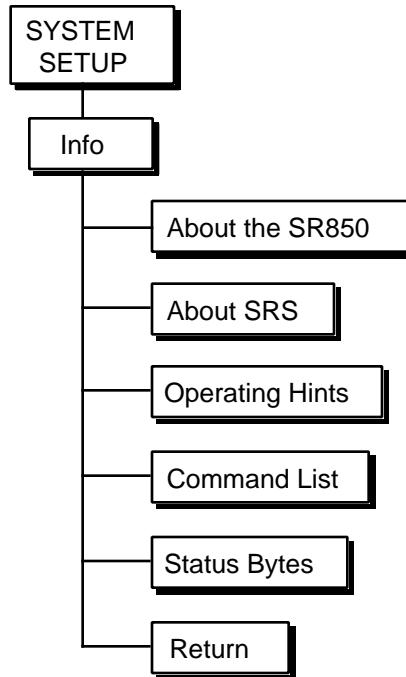 SYSTEM
SETUP
Info
About the SR850
About SRS
Operating Hints
Command List
Status Bytes
Return